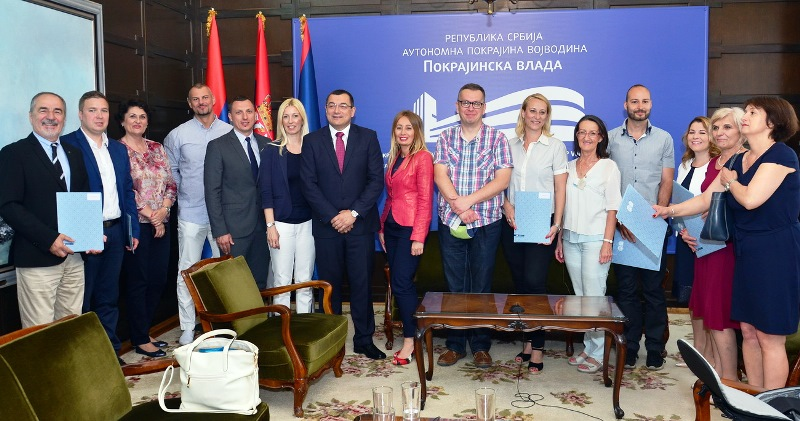 РЕПУБЛИКА СРБИЈА
АУТОНОМНА ПОКРАЈИНА ВОЈВОДИНА
ПОКРАЈИНСКА ВЛАДА